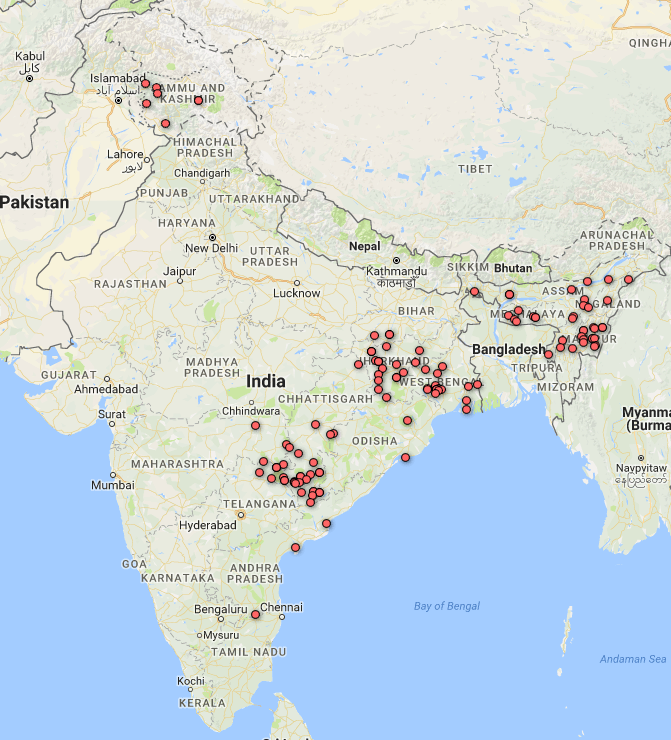 QINGHA
Kabul
کابل
Islamabad
اسلام آباد
JAMMU AND
KASHMIR
HIMACHAL
PRADESH
Lahore
لاہور
Chandigarh
TIBET
PUNJAB
UTTARAKHAND
Pakistan
HARYANA
New Delhi
ARUNACHAL
PRADESH
Nepal
UTTAR
PRADESH
SIKKIM
Bhutan
Jaipur
Kathmandu
काठमाडौं
RAJASTHAN
Lucknow
ASSAM
NAGALAND
MEGHALAYA
BIHAR
MANIPUR
Bangladesh
JHARKHAND
MADHYA
PRADESH
TRIPURA
GUJARAT
India
WEST BENGAL
MIZORAM
Ahmedabad
CHHATTISGARH
Chhindwara
Surat
Myanma
(Burma
ODISHA
MAHARASHTRA
Naypyitaw
နေပြည်တော်
Mumbai
TELANGANA
Hyderabad
GOA
ANDHRA
PRADESH
KARNATAKA
Bengaluru
Chennai
Bay of Bengal
Mysuru
TAMIL NADU
Andaman Sea
Kochi
KERALA